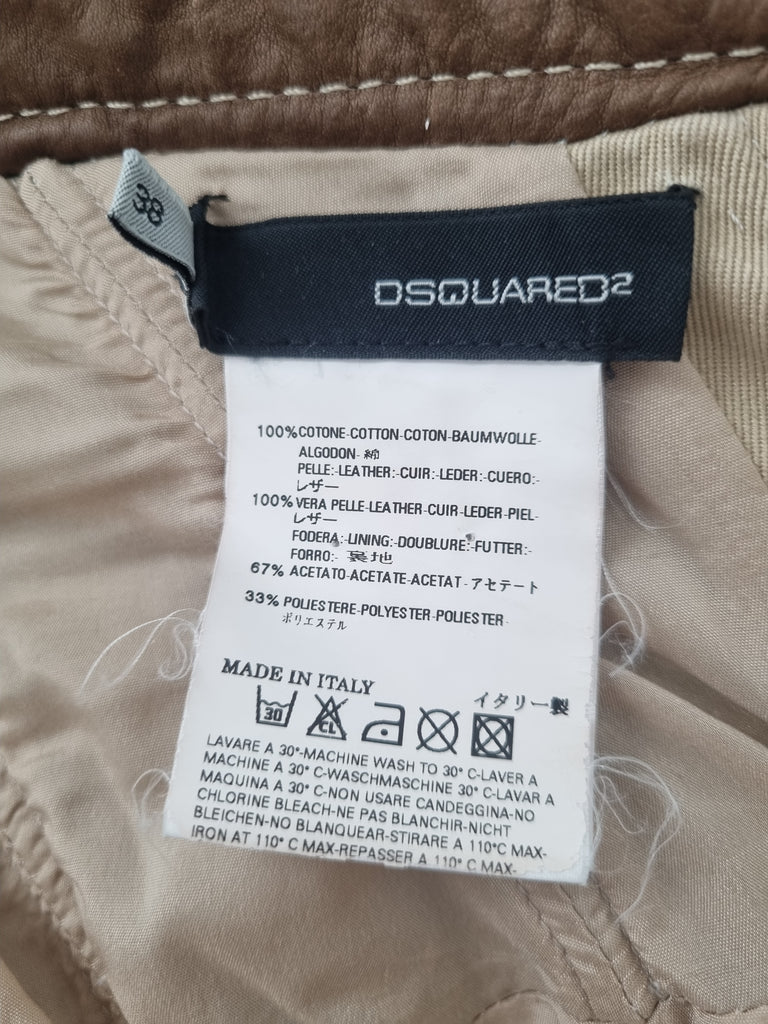 38
DSQUARED2
100% COTONE-COTTON-COTON-BAUMWOLLE-
ALGODON-綿
PELLE:-LEATHER:-CUIR:-LEDER:-CUERO:-
レザー
100% VERA PELLE-LEATHER-CUIR-LEDER-PIEL-
レザー
FODERA:-LINING:-DOUBLURE:-FUTTER:-
FORRO:- 裏地
67% ACETATO-ACETATE-ACETAT-アセテート
33% POLIESTERE-POLYESTER-POLIESTER-
ポリエステル
MADE IN ITALY
イタリー製
30 CL
LAVARE A 30°-MACHINE WASH TO 30° C-LAVER A
MACHINE A 30° C-WASCHMASCHINE 30° C-LAVAR A
MAQUINA A 30° C-NON USARE CANDEGGINA-NO
CHLORINE BLEACH-NE PAS BLANCHIR-NICHT
BLEICHEN-NO BLANQUEAR-STIRARE A 110°C MAX-
IRON AT 110° C MAX-REPASSER A 110° C MAX-